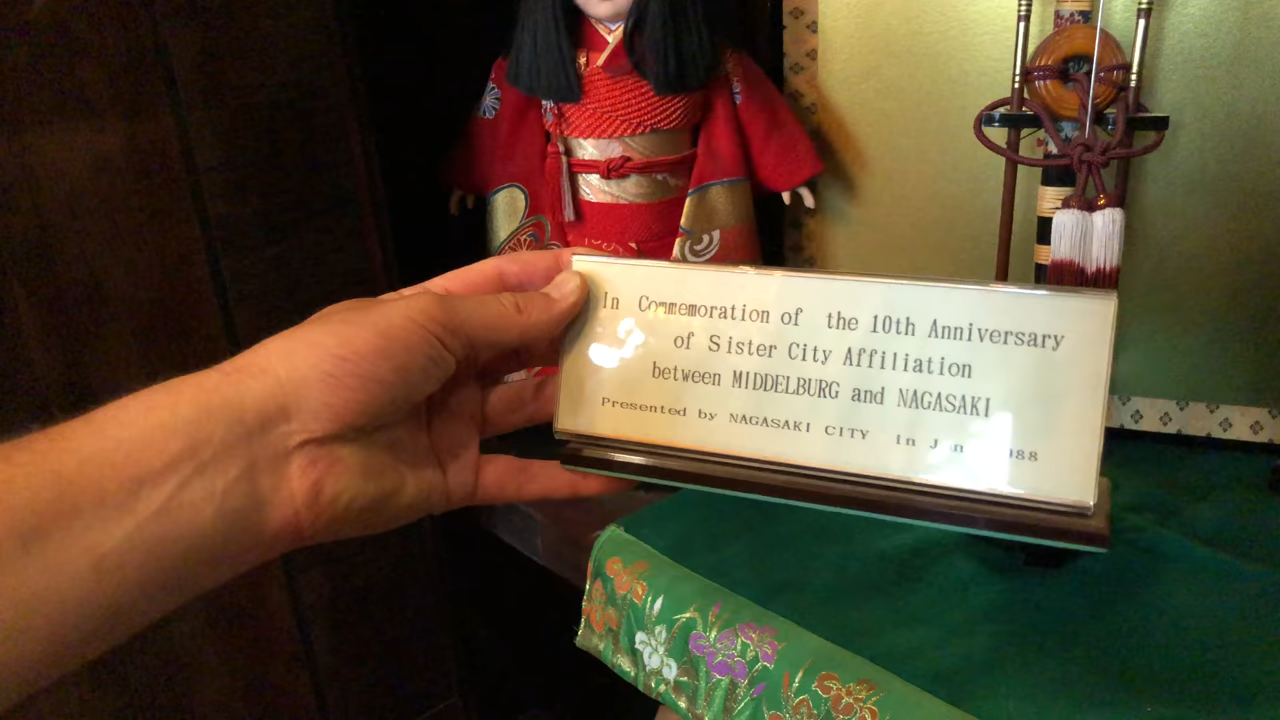 In Commemoration of the 10th Anniversary
of Sister City Affiliation
between MIDDELBURG and NAGASAKI
Presented by NAGASAKI CITY in